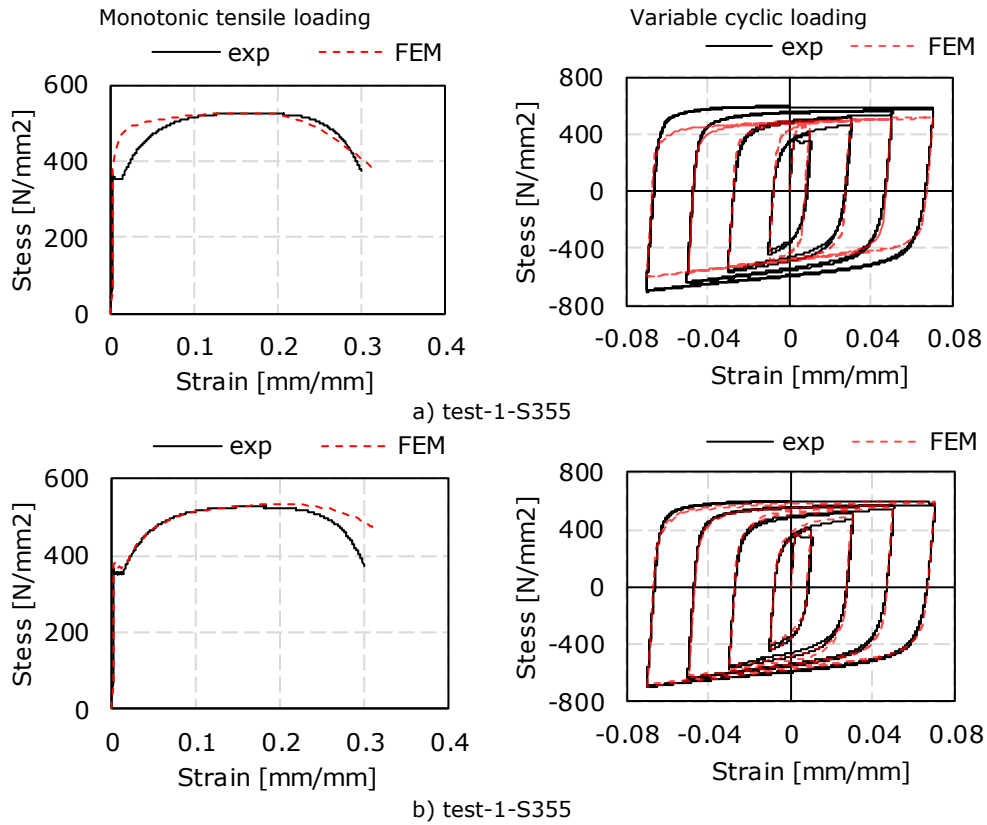 Monotonic tensile loading
Variable cyclic loading
exp FEM
exp FEM
600
400
200
0
Stess [N/mm2]
0 0.1 0.2 0.3 0.4
Strain [mm/mm]
800
400
0
-400
-800
Stess [N/mm2]
-0.08 -0.04 0 0.04 0.08
Strain [mm/mm]
a) test-1-S355
exp FEM
exp FEM
600
400
200
0
Stess [N/mm2]
0 0.1 0.2 0.3 0.4
Strain [mm/mm]
800
400
0
-400
-800
Stess [N/mm2]
-0.08 -0.04 0 0.04 0.08
Strain [mm/mm]
b) test-1-S355